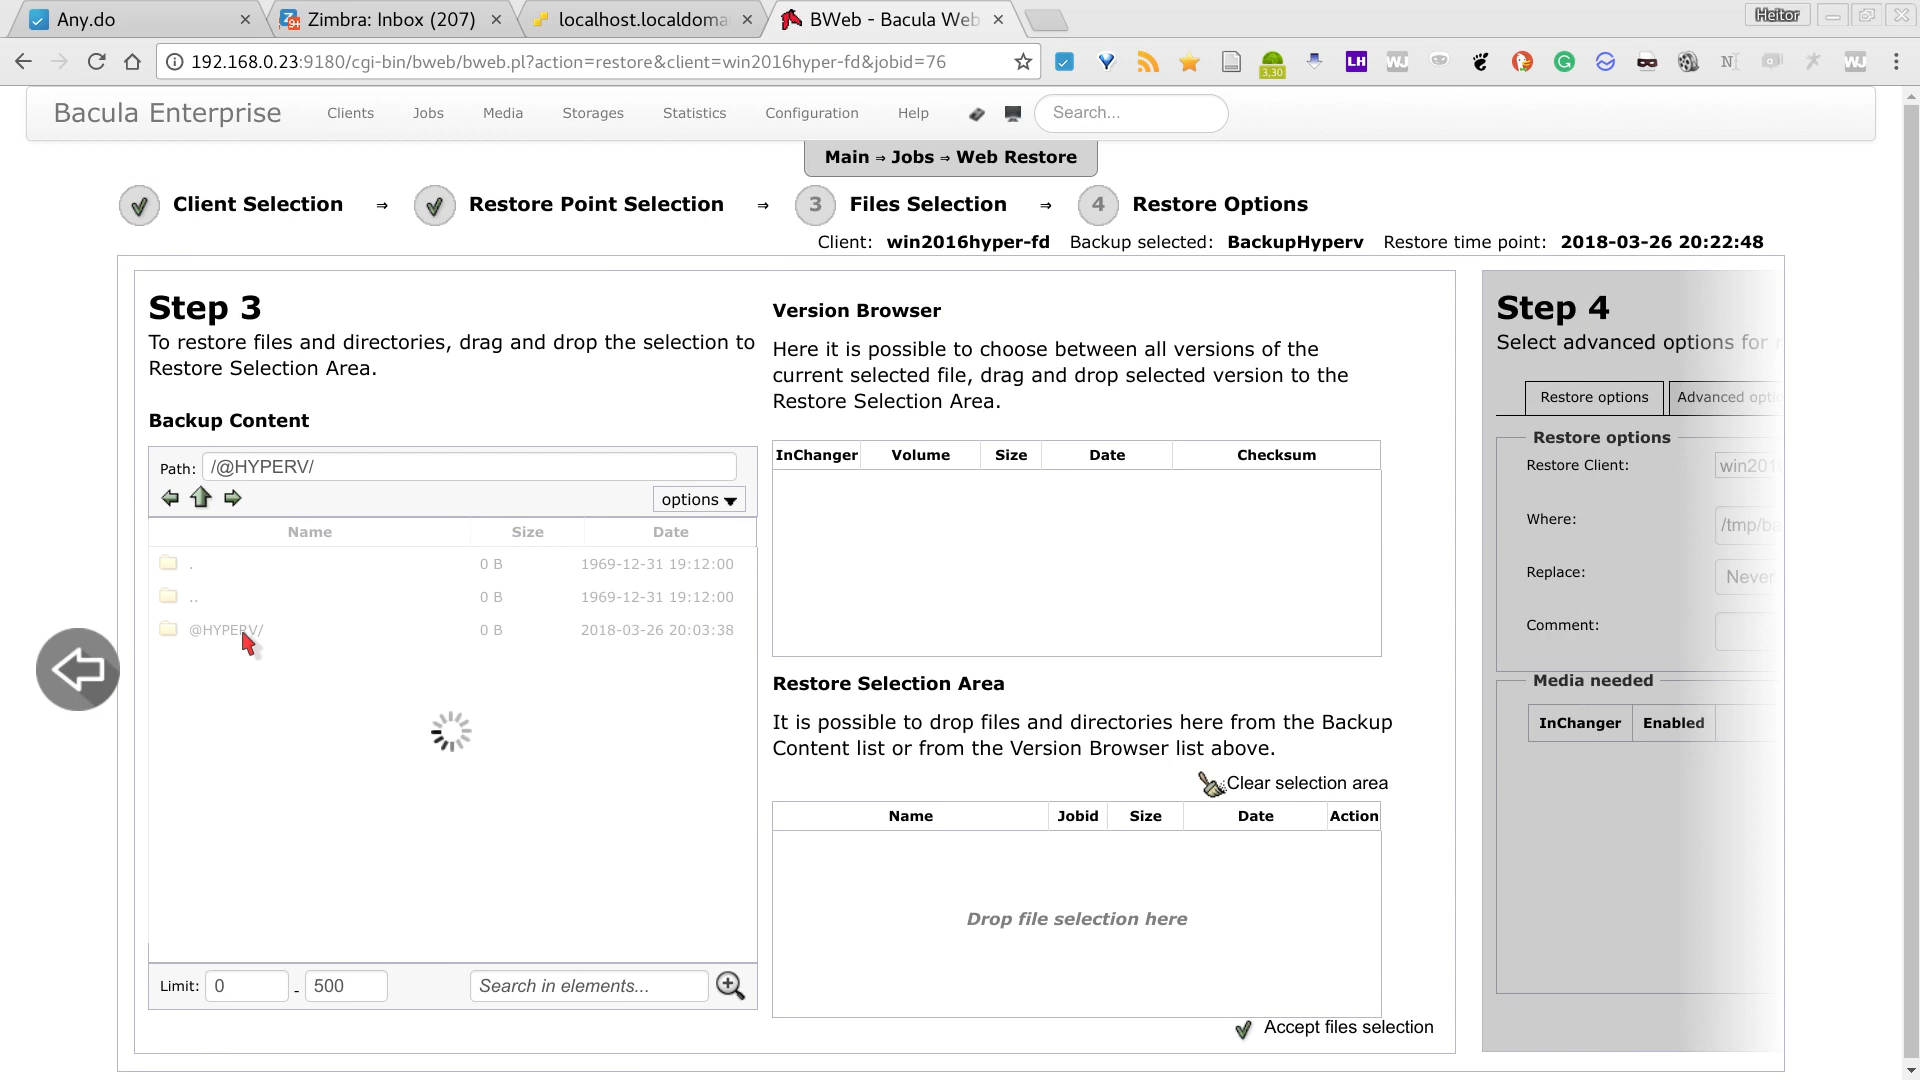 Any.do
Zimbra: Inbox (207)
localhost.localdoma
BWeb - Bacula Web
Heitor
192.168.0.23:9180/cgi-bin/bweb/bweb.pl?action=restore&client=win2016hyper-fd&jobid=76
3,30
LH
WJ
WJ
Bacula Enterprise
Clients
Jobs
Media
Storages
Statistics
Configuration
Help
Search...
Main ⇒ Jobs ⇒ Web Restore
Client Selection ⇒ Restore Point Selection ⇒ 3 Files Selection ⇒ 4 Restore Options
Client: win2016hyper-fd Backup selected: BackupHyperv Restore time point: 2018-03-26 20:22:48
Step 3
To restore files and directories, drag and drop the selection to
Restore Selection Area.
Backup Content
Path: /@HYPERV/
options
Name Size Date
. 0 B 1969-12-31 19:12:00
.. 0 B 1969-12-31 19:12:00
@HYPERV/ 0 B 2018-03-26 20:03:38
Limit: 0 - 500 Search in elements...
Version Browser
Here it is possible to choose between all versions of the
current selected file, drag and drop selected version to the
Restore Selection Area.
InChanger Volume Size Date Checksum
Restore Selection Area
It is possible to drop files and directories here from the Backup
Content list or from the Version Browser list above.
Clear selection area
Name Jobid Size Date Action
Drop file selection here
Accept files selection
Step 4
Select advanced options for
Restore options Advanced opti
Restore options
Restore Client: win201
Where: /tmp/ba
Replace: Never
Comment:
Media needed
InChanger Enabled